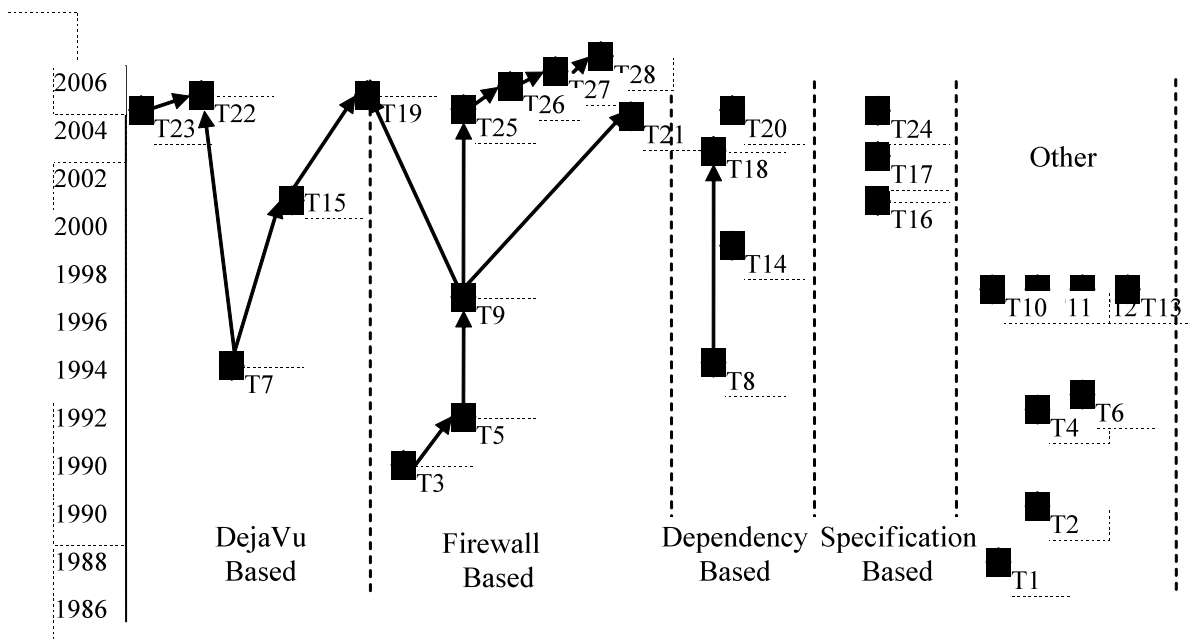 2006
2004
2002
2000
1998
1996
1994
1992
1990
1990
1988
1986
T23
T22
T7
T15
T19
DejaVu
Based
T28
T27
T26
T25
T21
T9
T5
T3
Firewall
Based
T20
T18
T14
T8
Dependency
Based
T24
T17
T16
Specification
Based
Other
T10
11
12
T13
T6
T4
T2
T1